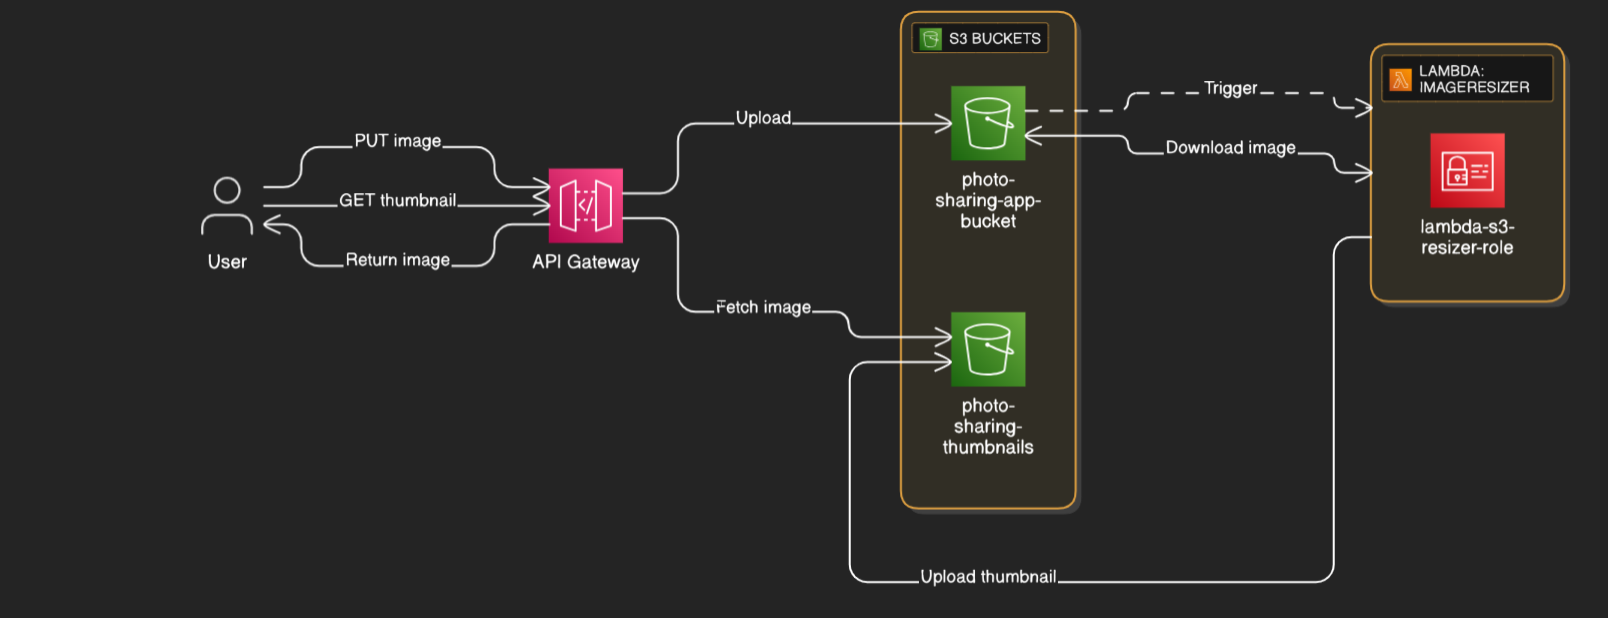 S3 BUCKETS
LAMBDA:
IMAGERESIZER
Trigger
Upload
PUT image
Download image
photo-
sharing-app-
bucket
GET thumbnail
lambda-s3-
resizer-role
User
Return image
API Gateway
Fetch image
photo-
sharing-
thumbnails
Upload thumbnail